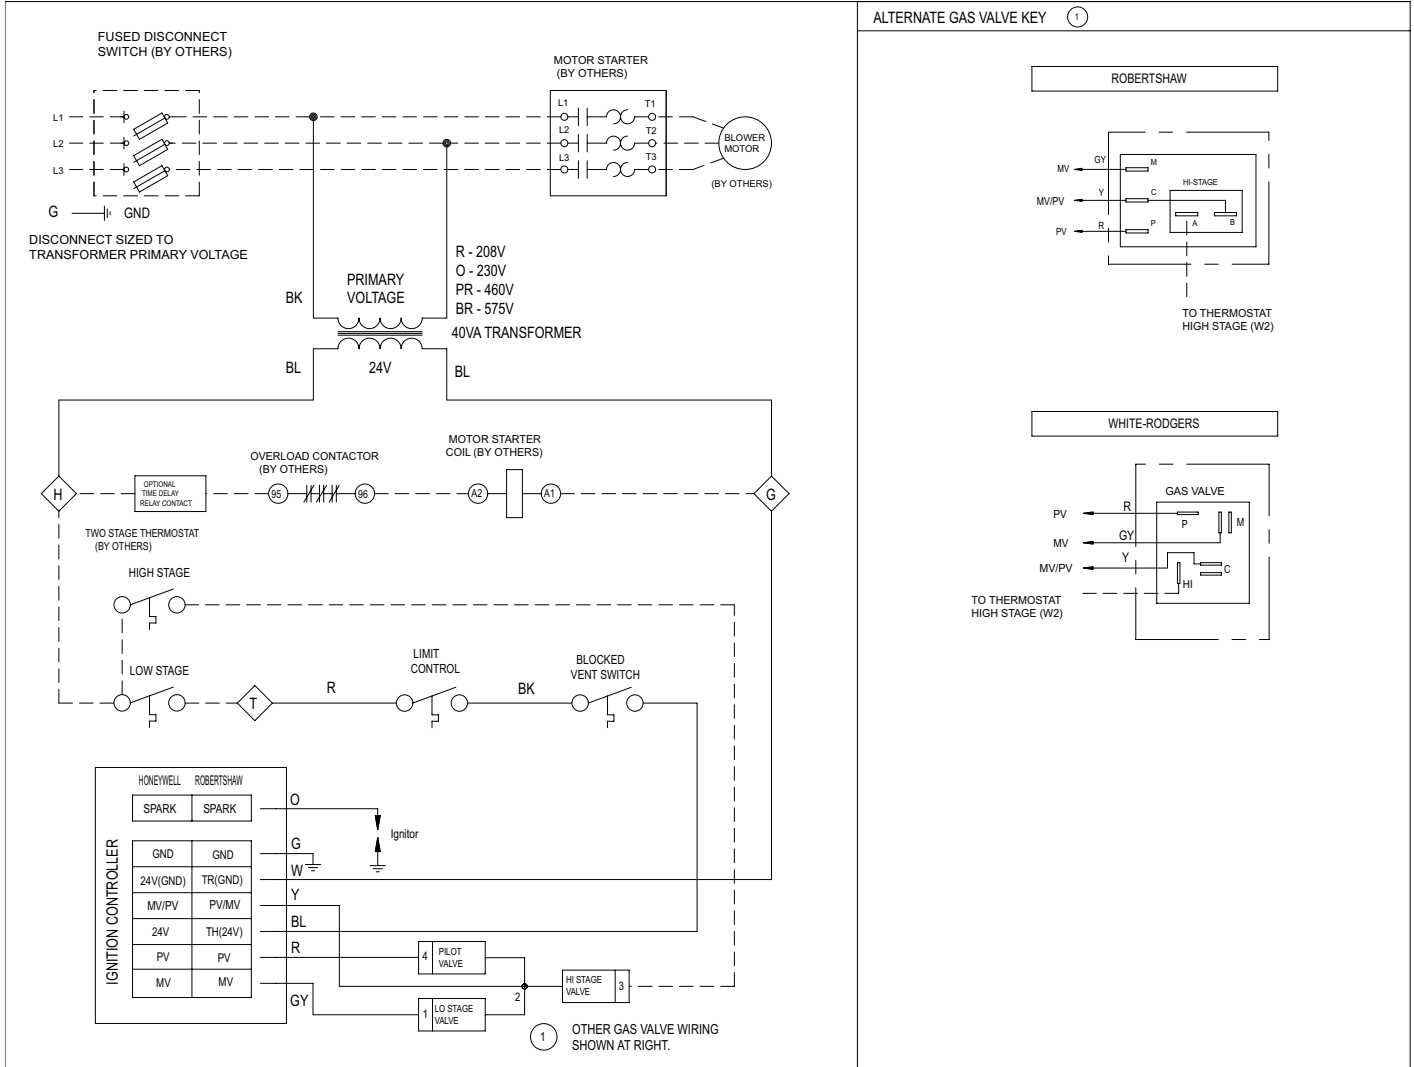 FUSED DISCONNECT
SWITCH (BY OTHERS)
L1
L2
L3
G
GND
DISCONNECT SIZED TO
TRANSFORMER PRIMARY VOLTAGE
MOTOR STARTER
(BY OTHERS)
L1
T1
L2
T2
L3
T3
BLOWER
MOTOR
(BY OTHERS)
R - 208V
O - 230V
PR - 460V
BR - 575V
PRIMARY
VOLTAGE
BK
40VA TRANSFORMER
BL
24V
BL
MOTOR STARTER
COIL (BY OTHERS)
OVERLOAD CONTACTOR
(BY OTHERS)
H
OPTIONAL
TIME DELAY
RELAY CONTACT
95
96
A2
A1
G
TWO STAGE THERMOSTAT
(BY OTHERS)
HIGH STAGE
LOW STAGE
T
R
LIMIT
CONTROL
BK
BLOCKED
VENT SWITCH
IGNITION CONTROLLER
HONEYWELL ROBERTSHAW
SPARK SPARK
O
Ignitor
GND GND
G
24V(GND) TR(GND)
W
MV/PV PV/MV
Y
24V TH(24V)
BL
PV PV
R
MV MV
GY
4 PILOT
VALVE
1 LO STAGE
VALVE
2
HI STAGE
VALVE 3
1 OTHER GAS VALVE WIRING
SHOWN AT RIGHT.
ALTERNATE GAS VALVE KEY 1
ROBERTSHAW
MV
GY
M
HI-STAGE
MV/PV
Y
C
PV
R
P
A
B
TO THERMOSTAT
HIGH STAGE (W2)
WHITE-RODGERS
GAS VALVE
PV
R
P
M
MV
GY
MV/PV
Y
C
HI
TO THERMOSTAT
HIGH STAGE (W2)